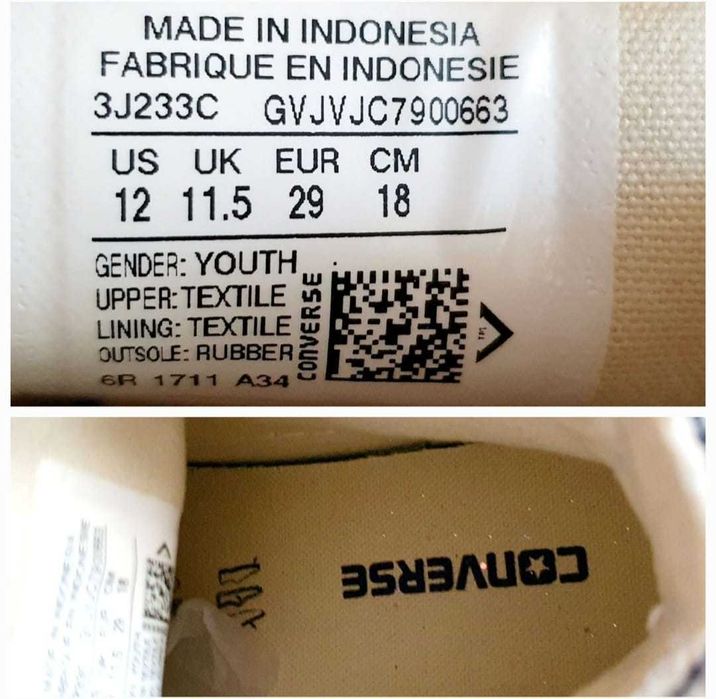 MADE IN INDONESIA
FABRIQUE EN INDONESIE
3J233C GVJVJC7900663
US UK EUR CM
12 11.5 29 18
GENDER: YOUTH
UPPER: TEXTILE
LINING: TEXTILE
OUTSOLE: RUBBER
6R 1711 A34
CONVERSE
CONVERSE